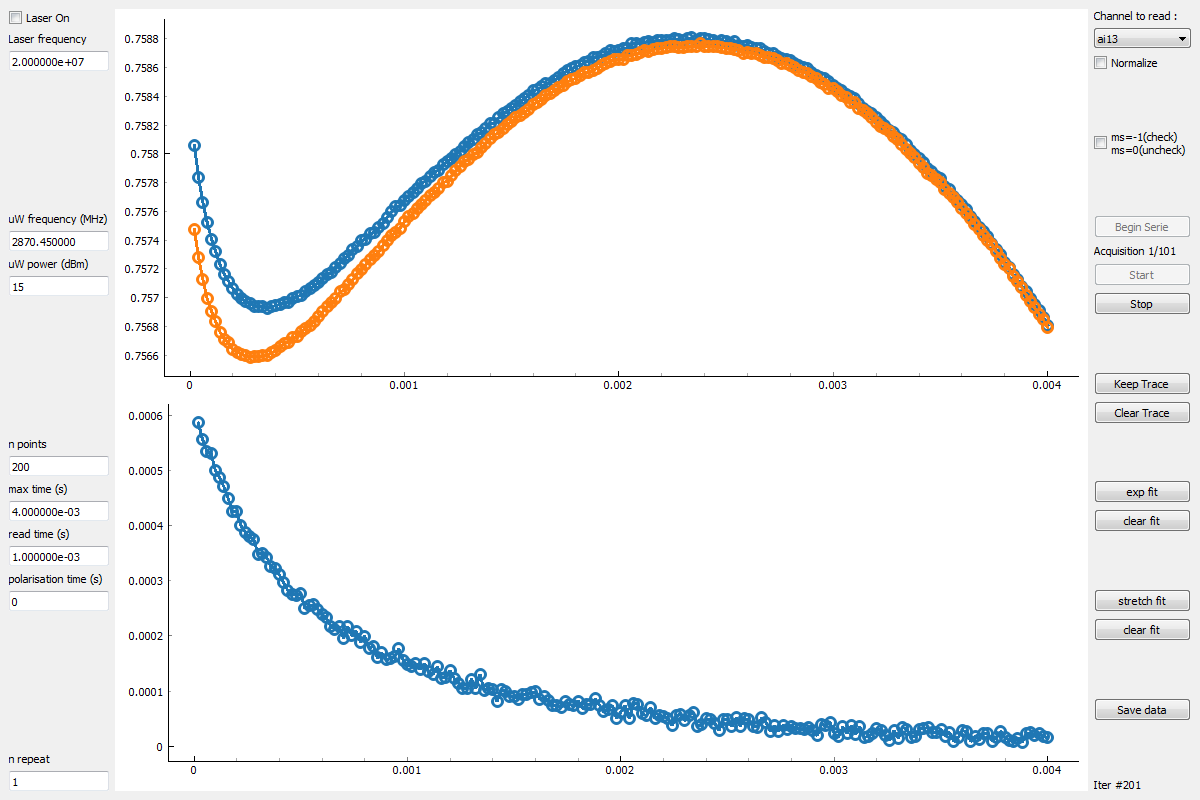 Laser On
Laser frequency
2.000000e+07
uW frequency (MHz)
2870.450000
uW power (dBm)
15
n points
200
max time (s)
4.000000e-03
read time (s)
1.000000e-03
polarisation time (s)
0
n repeat
1
0.7588
0.7586
0.7584
0.7582
0.758
0.7578
0.7576
0.7574
0.7572
0.757
0.7568
0.7566
0 0.001 0.002 0.003 0.004
0.0006
0.0005
0.0004
0.0003
0.0002
0.0001
0
0 0.001 0.002 0.003 0.004
Channel to read :
ai13
Normalize
ms=-1(check)
ms=0(uncheck)
Begin Serie
Acquisition 1/101
Start
Stop
Keep Trace
Clear Trace
exp fit
clear fit
stretch fit
clear fit
Save data
Iter #201